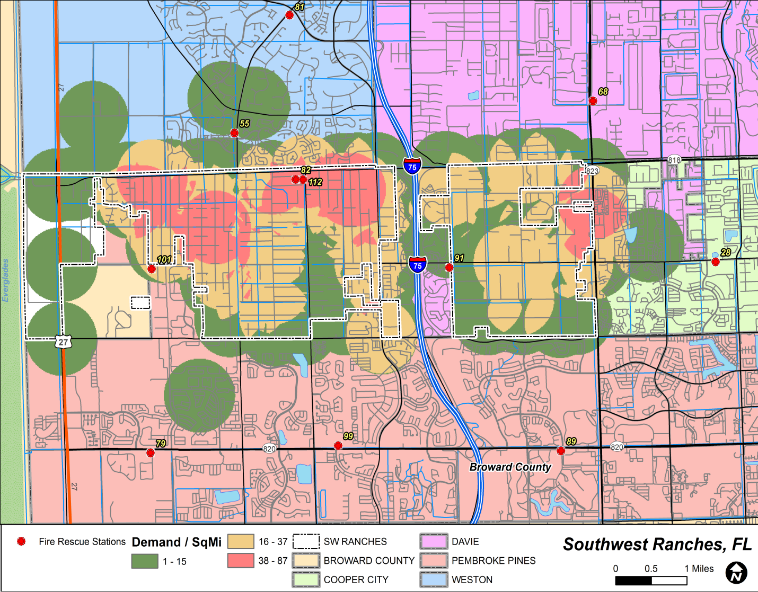 81
27
68
55
82
112
75
818
823
Everglades
101
75
91
28
27
79
820
99
89
820
Broward County
27
Fire Rescue Stations
Demand / SqMi
1 - 15
16 - 37
38 - 87
SW RANCHES
BROWARD COUNTY
COOPER CITY
DAVIE
PEMBROKE PINES
WESTON
Southwest Ranches, FL
0 0.5 1 Miles
N